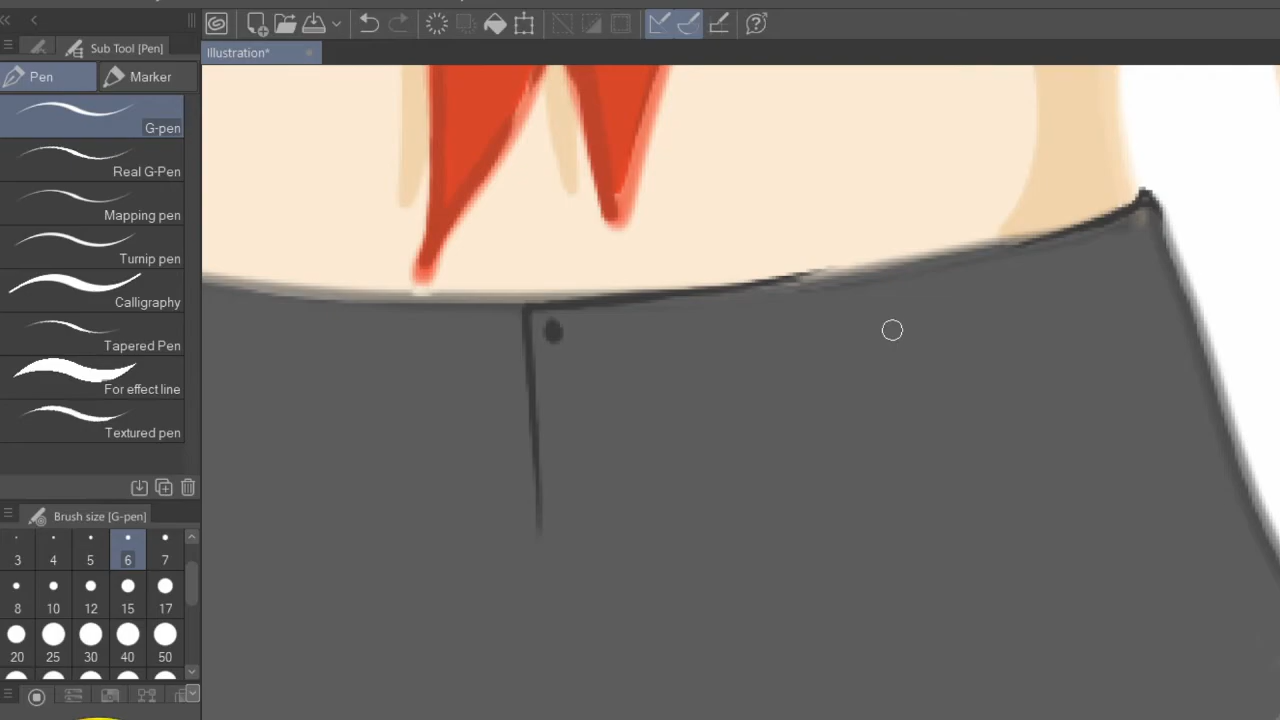 Sub Tool [Pen]
Illustration*
Pen
Marker
G-pen
Real G-Pen
Mapping pen
Turnip pen
Calligraphy
Tapered Pen
For effect line
Textured pen
Brush size [G-pen]
3 4 5 6 7
8 10 12 15 17
20 25 30 40 50